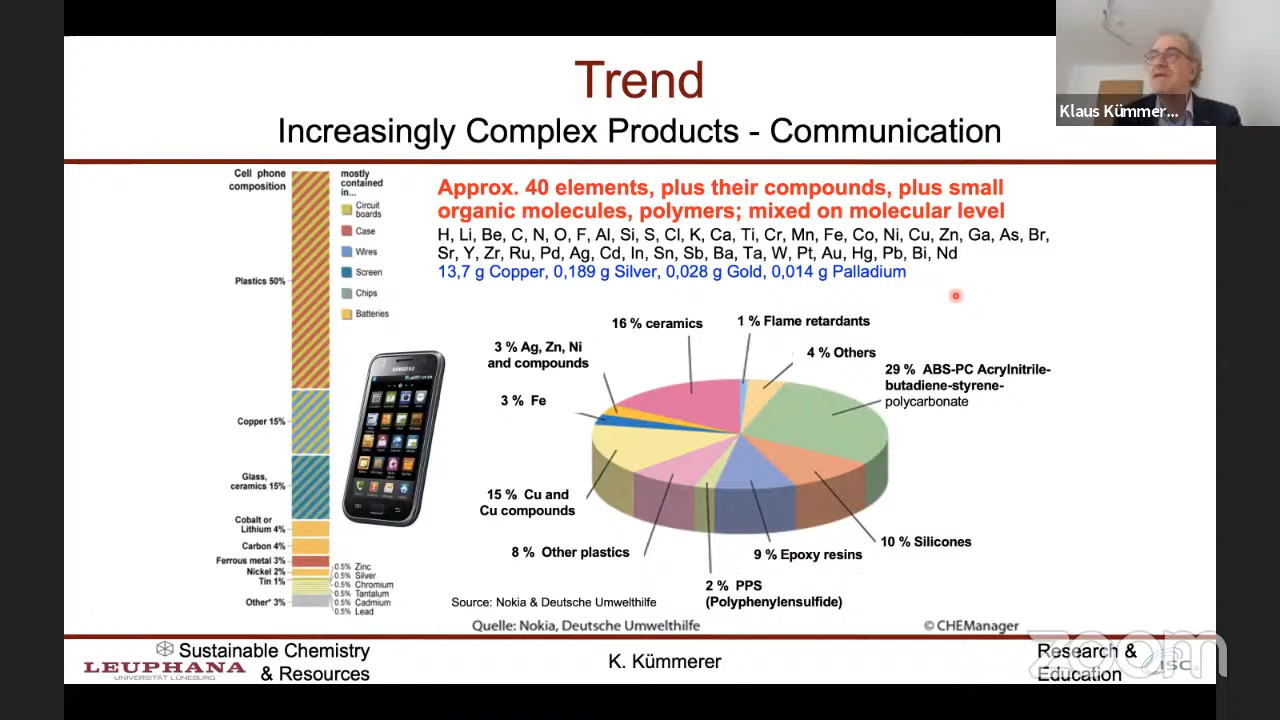 Trend
Increasingly Complex Products - Communication
Klaus Kümmer...
Cell phone
composition
mostly
contained
in...
Circuit
boards
Case
Wires
Screen
Chips
Batteries
Plastics 50%
Copper 15%
Glass,
ceramics 15%
Cobalt or
Lithium 4%
Carbon 4%
Ferrous metal 3%
Nickel 2%
Tin 1%
Other* 3%
0.5% Zinc
0.5% Silver
0.5% Chromium
0.5% Tantalum
0.5% Cadmium
0.5% Lead
SAMSUNG
Approx. 40 elements, plus their compounds, plus small
organic molecules, polymers; mixed on molecular level
H, Li, Be, C, N, O, F, Al, Si, S, Cl, K, Ca, Ti, Cr, Mn, Fe, Co, Ni, Cu, Zn, Ga, As, Br,
Sr, Y, Zr, Ru, Pd, Ag, Cd, In, Sn, Sb, Ba, Ta, W, Pt, Au, Hg, Pb, Bi, Nd
13,7 g Copper, 0,189 g Silver, 0,028 g Gold, 0,014 g Palladium
16 % ceramics
1 % Flame retardants
3 % Ag, Zn, Ni
and compounds
4 % Others
29 % ABS-PC Acrylnitrile-
butadiene-styrene-
polycarbonate
3 % Fe
15 % Cu and
Cu compounds
8 % Other plastics
9 % Epoxy resins
10 % Silicones
2 % PPS
(Polyphenylensulfide)
Source: Nokia & Deutsche Umwelthilfe
Quelle: Nokia, Deutsche Umwelthilfe
© CHEManager
Sustainable Chemistry
& Resources
LEUPHANA
UNIVERSITÄT LÜNEBURG
K. Kümmerer
Research &
Education
ISC3
zoom